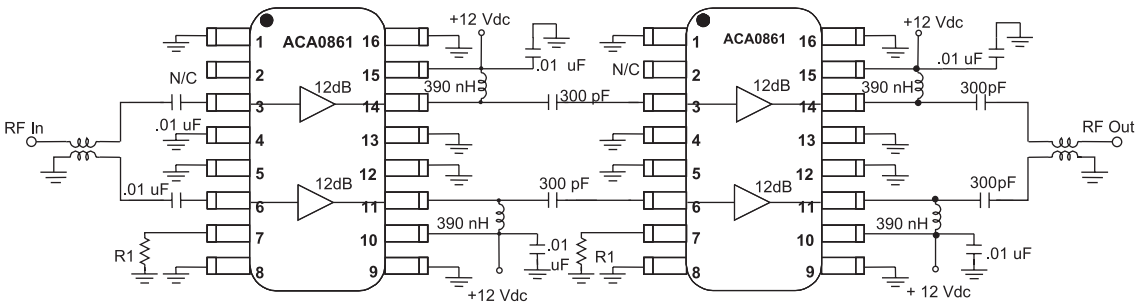 +12 Vdc
+12 Vdc
1
ACA0861
16
1
ACA0861
16
N/C
2
15
.01 uF
N/C
2
15
.01 uF
12dB
390 nH
12dB
390 nH
3
14
300 pF
3
14
300pF
RF In
.01 uF
4
13
4
13
RF Out
5
12
5
12
.01 uF
12dB
300 pF
12dB
300pF
6
11
6
11
390 nH
390 nH
7
10
.01
uF
7
10
.01 uF
R1
R1
8
9
8
9
+12 Vdc
+ 12 Vdc